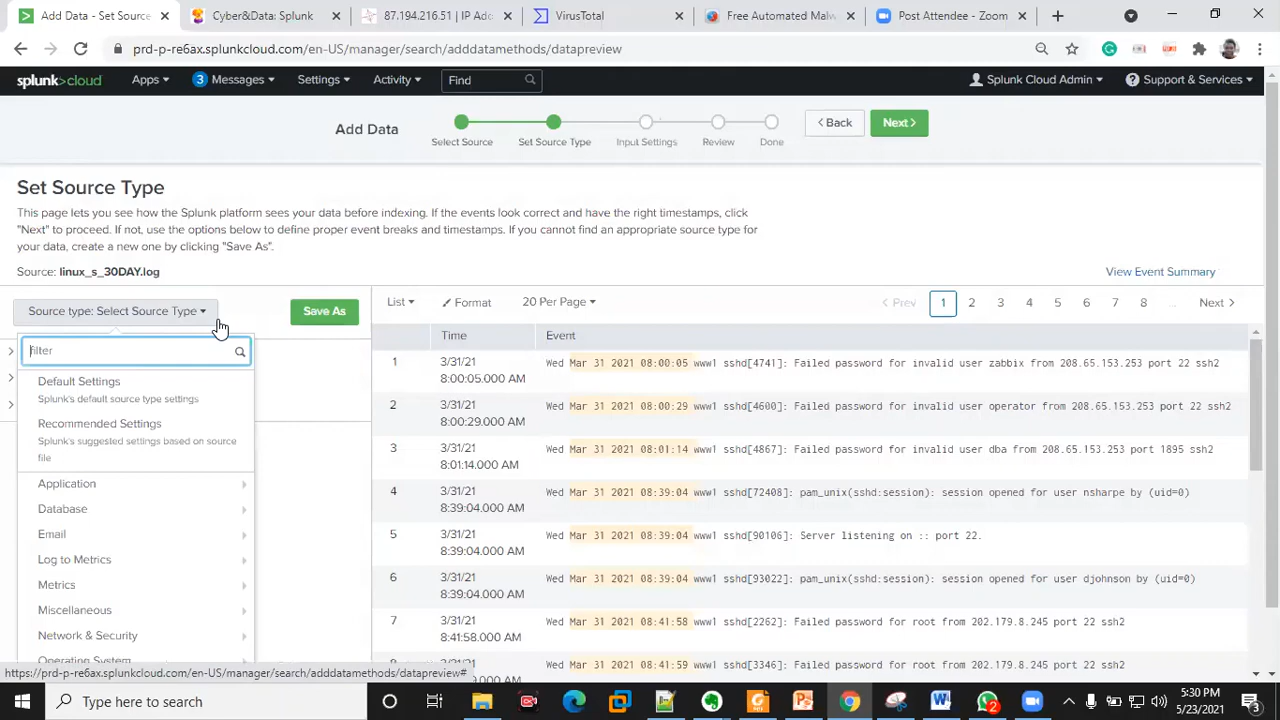 Add Data - Set Source
Cyber&Data: Splunk
87.194.216.51 | IP Ad
VirusTotal
Free Automated Malw
Post Attendee - Zoom
prd-p-re6ax.splunkcloud.com/en-US/manager/search/adddatamethods/datapreview
splunk>cloud
Apps
3 Messages
Settings
Activity
Find
Splunk Cloud Admin
Support & Services
Add Data
Select Source
Set Source Type
Input Settings
Review
Done
< Back
Next >
Set Source Type
This page lets you see how the Splunk platform sees your data before indexing. If the events look correct and have the right timestamps, click
"Next" to proceed. If not, use the options below to define proper event breaks and timestamps. If you cannot find an appropriate source type for
your data, create a new one by clicking "Save As".
Source: linux_s_30DAY.log
View Event Summary
Source type: Select Source Type
Save As
List
Format
20 Per Page
< Prev
1
2
3
4
5
6
7
8
...
Next >
filter
Default Settings
Splunk's default source type settings
Recommended Settings
Splunk's suggested settings based on source
file
Application
Database
Email
Log to Metrics
Metrics
Miscellaneous
Network & Security
Operating System
Time
Event
1
3/31/21
8:00:05.000 AM
Wed Mar 31 2021 08:00:05 www1 sshd[4741]: Failed password for invalid user zabbix from 208.65.153.253 port 22 ssh2
2
3/31/21
8:00:29.000 AM
Wed Mar 31 2021 08:00:29 www1 sshd[4600]: Failed password for invalid user operator from 208.65.153.253 port 22 ssh2
3
3/31/21
8:01:14.000 AM
Wed Mar 31 2021 08:01:14 www1 sshd[4867]: Failed password for invalid user dba from 208.65.153.253 port 1895 ssh2
4
3/31/21
8:39:04.000 AM
Wed Mar 31 2021 08:39:04 www1 sshd[72408]: pam_unix(sshd:session): session opened for user nsharpe by (uid=0)
5
3/31/21
8:39:04.000 AM
Wed Mar 31 2021 08:39:04 www1 sshd[90106]: Server listening on :: port 22.
6
3/31/21
8:39:04.000 AM
Wed Mar 31 2021 08:39:04 www1 sshd[93022]: pam_unix(sshd:session): session opened for user djohnson by (uid=0)
7
3/31/21
8:41:58.000 AM
Wed Mar 31 2021 08:41:58 www1 sshd[2262]: Failed password for root from 202.179.8.245 port 22 ssh2
8
3/31/21
Wed Mar 31 2021 08:41:59 www1 sshd[3346]: Failed password for root from 202.179.8.245 port 22 ssh2
https://prd-p-re6ax.splunkcloud.com/en-US/manager/search/adddatamethods/datapreview#
Type here to search
2
5:30 PM
5/23/2021
3